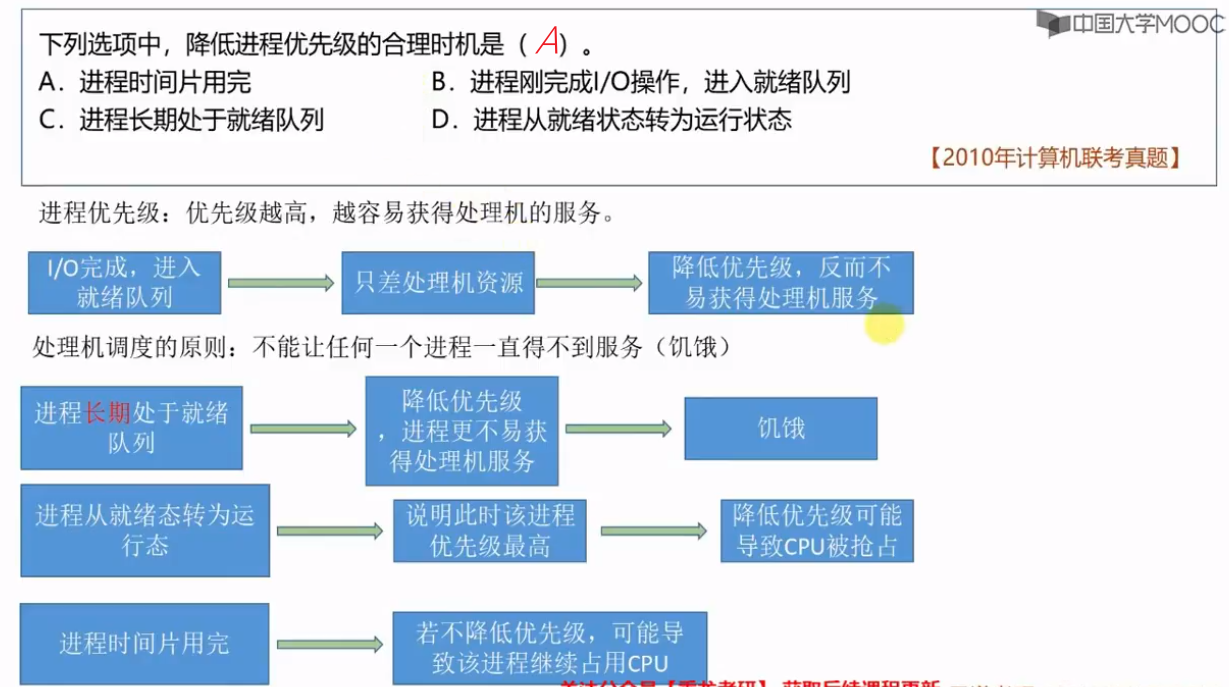 中国大学MOOC
下列选项中，降低进程优先级的合理时机是（ A ）。
A．进程时间片用完
B．进程刚完成I/O操作，进入就绪队列
C．进程长期处于就绪队列
D．进程从就绪状态转为运行状态
【2010年计算机联考真题】
进程优先级：优先级越高，越容易获得处理机的服务。
I/O完成，进入
就绪队列
只差处理机资源
降低优先级，反而不
易获得处理机服务
处理机调度的原则：不能让任何一个进程一直得不到服务（饥饿）
进程长期处于就绪
队列
降低优先级
，进程更不易获
得处理机服务
饥饿
进程从就绪态转为运
行态
说明此时该进程
优先级最高
降低优先级可能
导致CPU被抢占
进程时间片用完
若不降低优先级，可能导
致该进程继续占用CPU